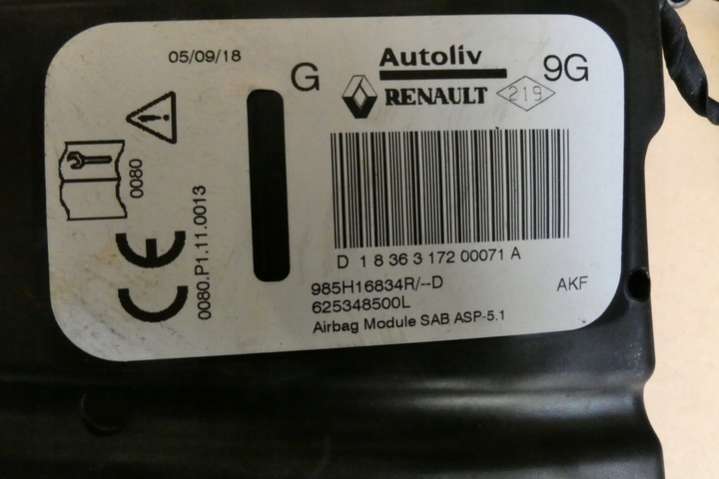 05/09/18
G
Autoliv
9G
RENAULT
219
0080
CE
0080.P1.11.0013
D 1 8 36 3 172 00071 A
985H16834R/--D
AKF
625348500L
Airbag Module SAB ASP-5.1